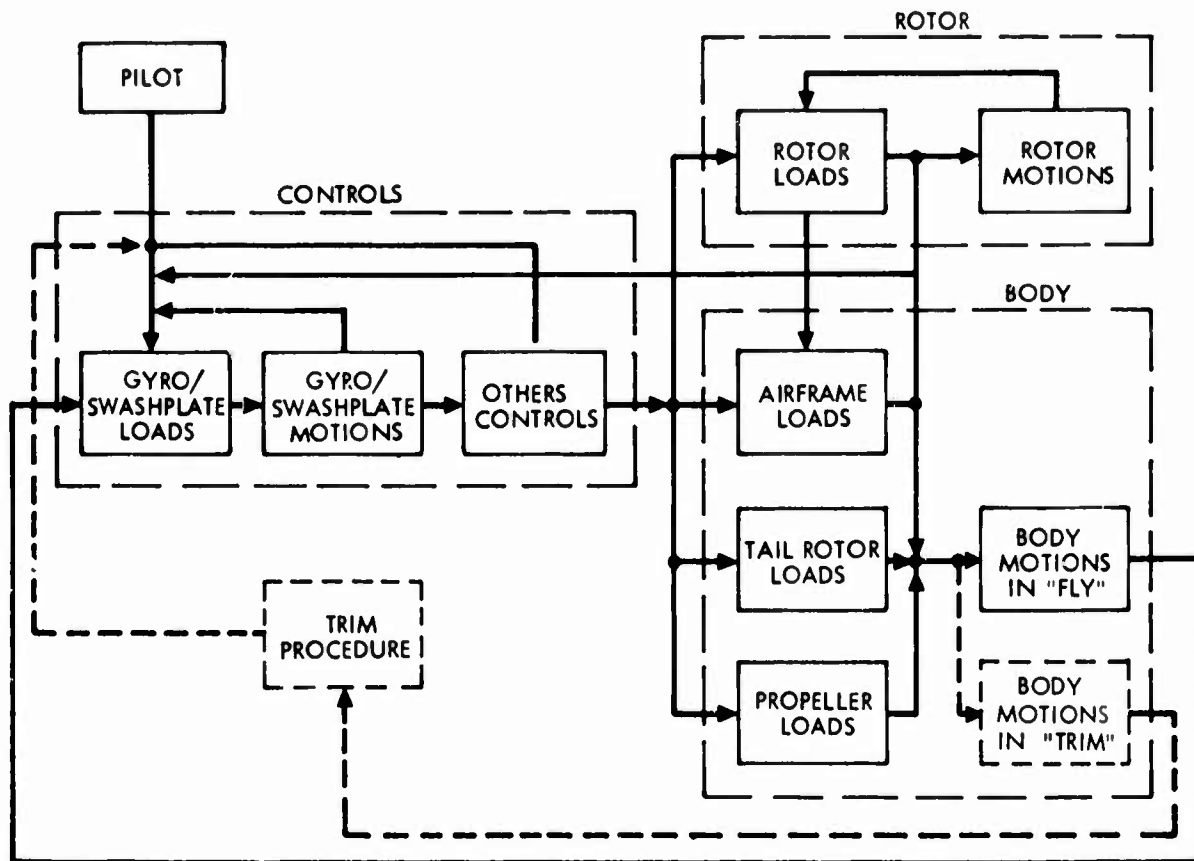 ROTOR
PILOT
ROTOR
LOADS
ROTOR
MOTIONS
CONTROLS
BODY
GYRO/
SWASHPLATE
LOADS
GYRO/
SWASHPLATE
MOTIONS
OTHERS
CONTROLS
AIRFRAME
LOADS
TAIL ROTOR
LOADS
BODY
MOTIONS
IN "FLY"
TRIM
PROCEDURE
PROPELLER
LOADS
BODY
MOTIONS
IN "TRIM"